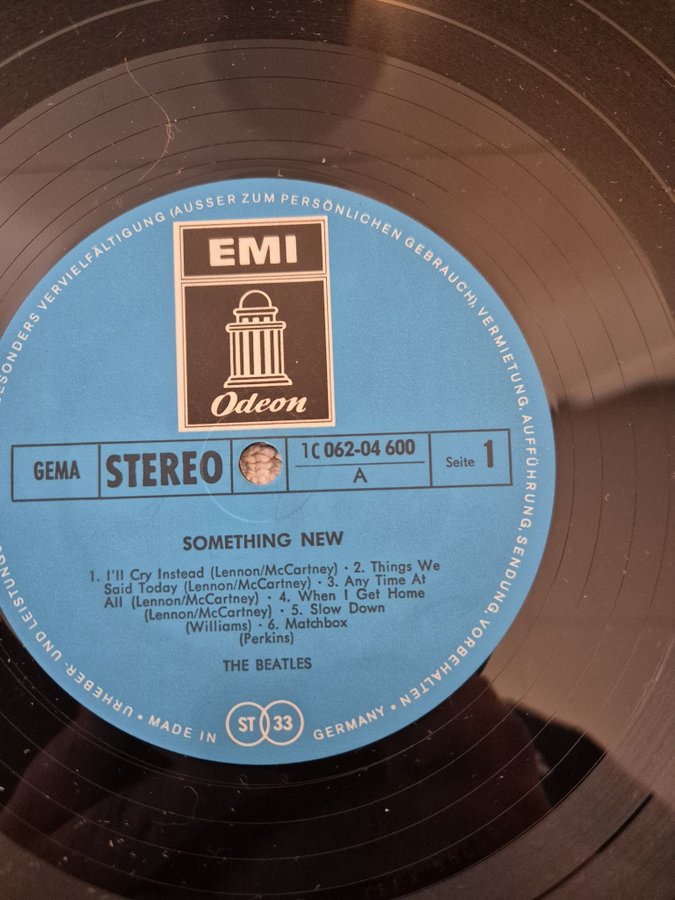 ESONDERS VERVIELFÄLTIGUNG (AUSSER ZUM PERSÖNLICHEN GEBRAUCH), VERMIETUNG, AUFFÜHRUNG, SENDUNG, VORBEHALTEN
EMI
Odeon
GEMA STEREO 1C 062-04 600 Seite 1
A
SOMETHING NEW
1. I'll Cry Instead (Lennon/McCartney) · 2. Things We
Said Today (Lennon/McCartney) · 3. Any Time At
All (Lennon/McCartney) · 4. When I Get Home
(Lennon/McCartney) · 5. Slow Down
(Williams) · 6. Matchbox
(Perkins)
THE BEATLES
URHEBER- UND LEISTUNGS
• MADE IN ST 33 GERMANY •